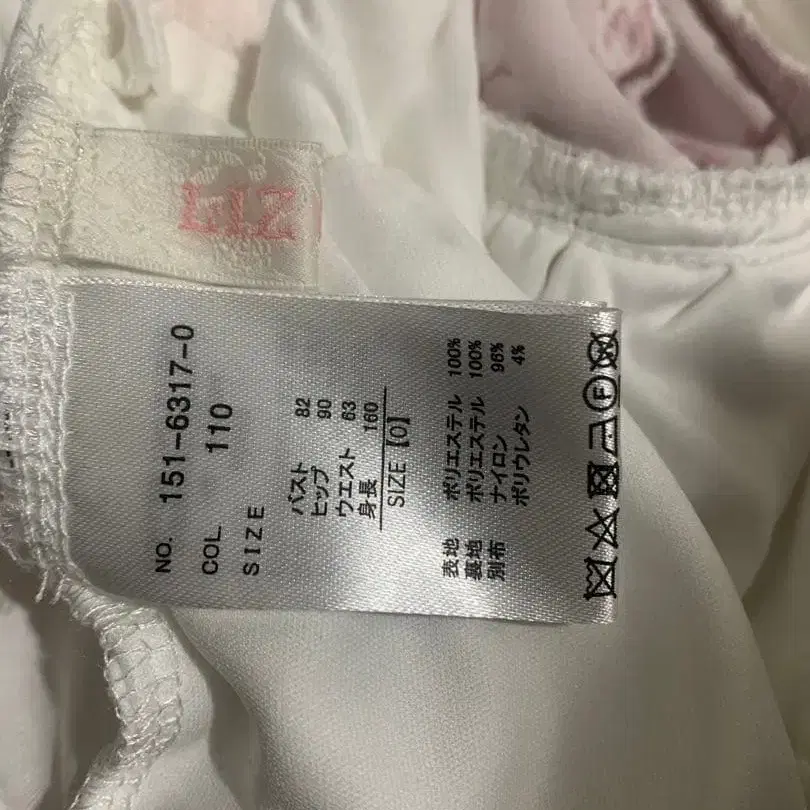 LIZ
NO. 151-6317-0
COL. 110
SIZE
バスト 82
ヒップ 90
ウエスト 63
身長 160
SIZE【0】
表地 ポリエステル 100%
裏地 ポリエステル 100%
別布 ナイロン 96%
ポリウレタン 4%
F